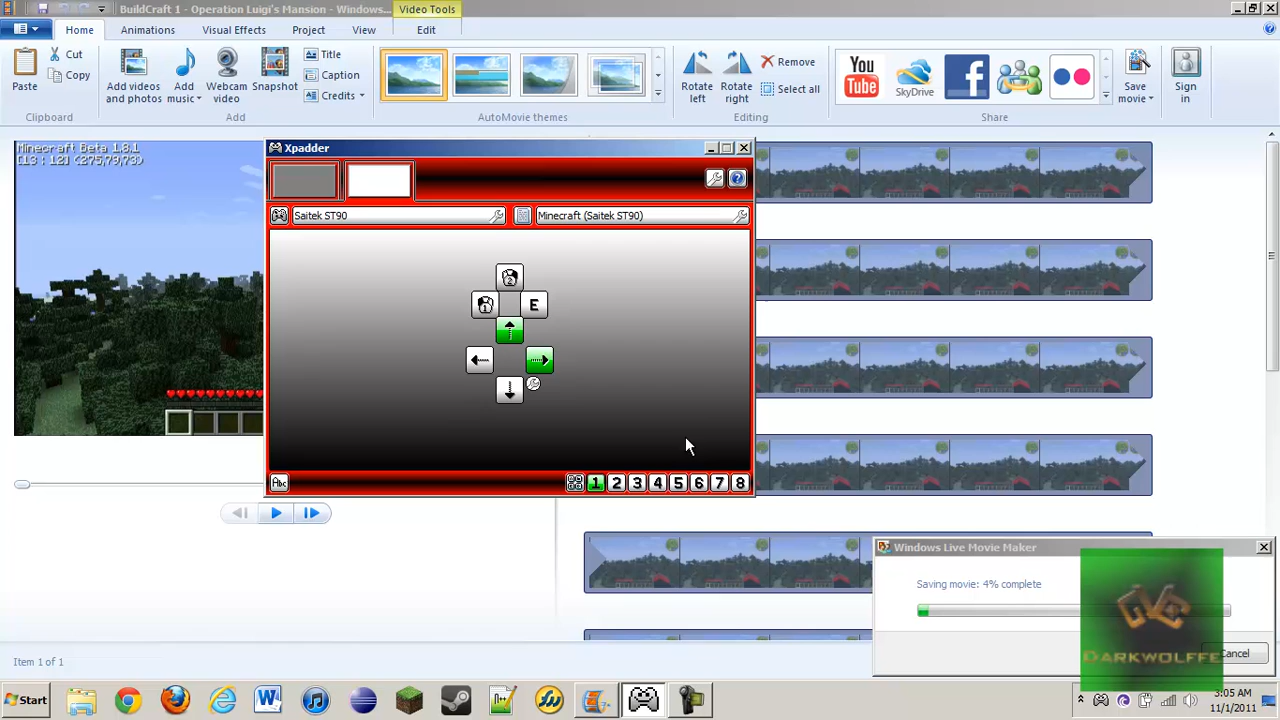 BuildCraft 1 - Operation Luigi's Mansion - Windows...
Video Tools
Home
Animations
Visual Effects
Project
View
Edit
Paste
Cut
Copy
Clipboard
Add videos
and photos
Add
music
Webcam
video
Snapshot
Title
Caption
Credits
Add
AutoMovie themes
Rotate
left
Rotate
right
Remove
Select all
Editing
You
Tube
SkyDrive
f
Share
Save
movie
Sign
in
Minecraft Beta 1.8.1
Xpadder
Saitek ST90
Minecraft (Saitek ST90)
2
1
E
Abc
1 2 3 4 5 6 7 8
Windows Live Movie Maker
Saving movie: 4% complete
Cancel
DARKWOLFFE
Item 1 of 1
Start
3:05 AM
11/1/2011